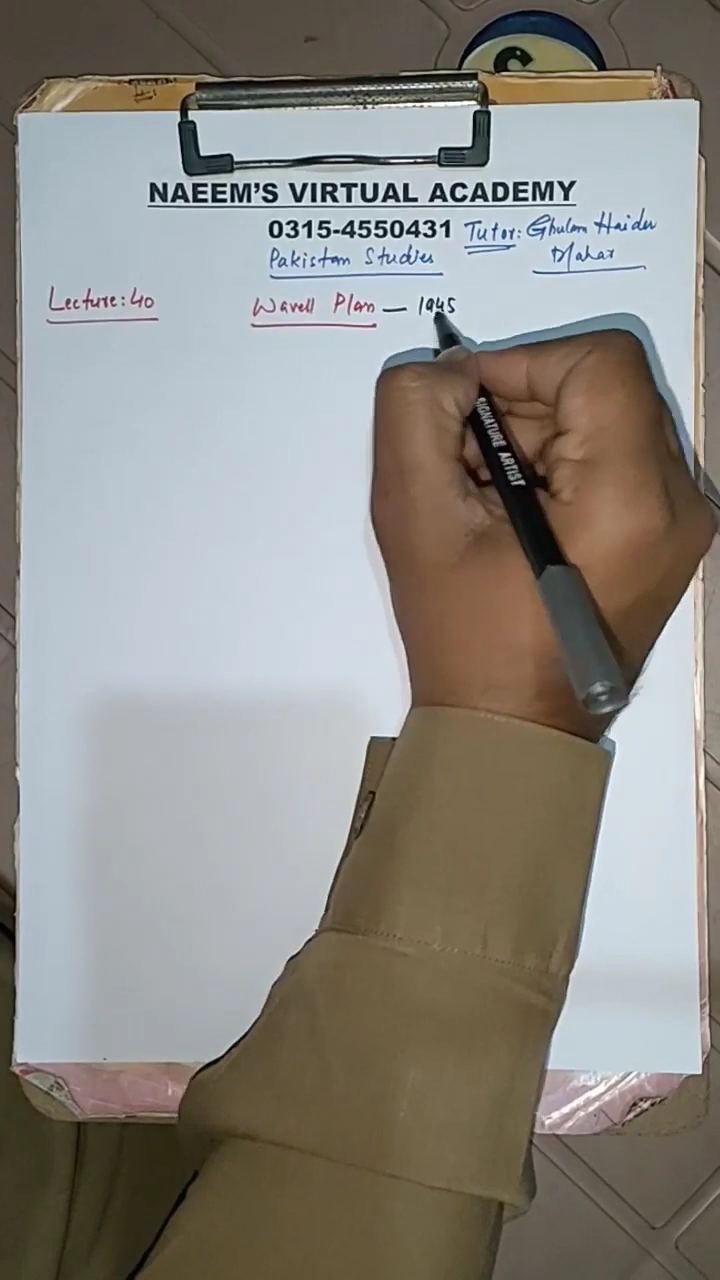 NAEEM'S VIRTUAL ACADEMY
0315-4550431 Tutor: Ghulam Haider Mahar
Pakistan Studies
Lecture: 40 Wavell Plan — 1945
SIGNATURE ARTIST